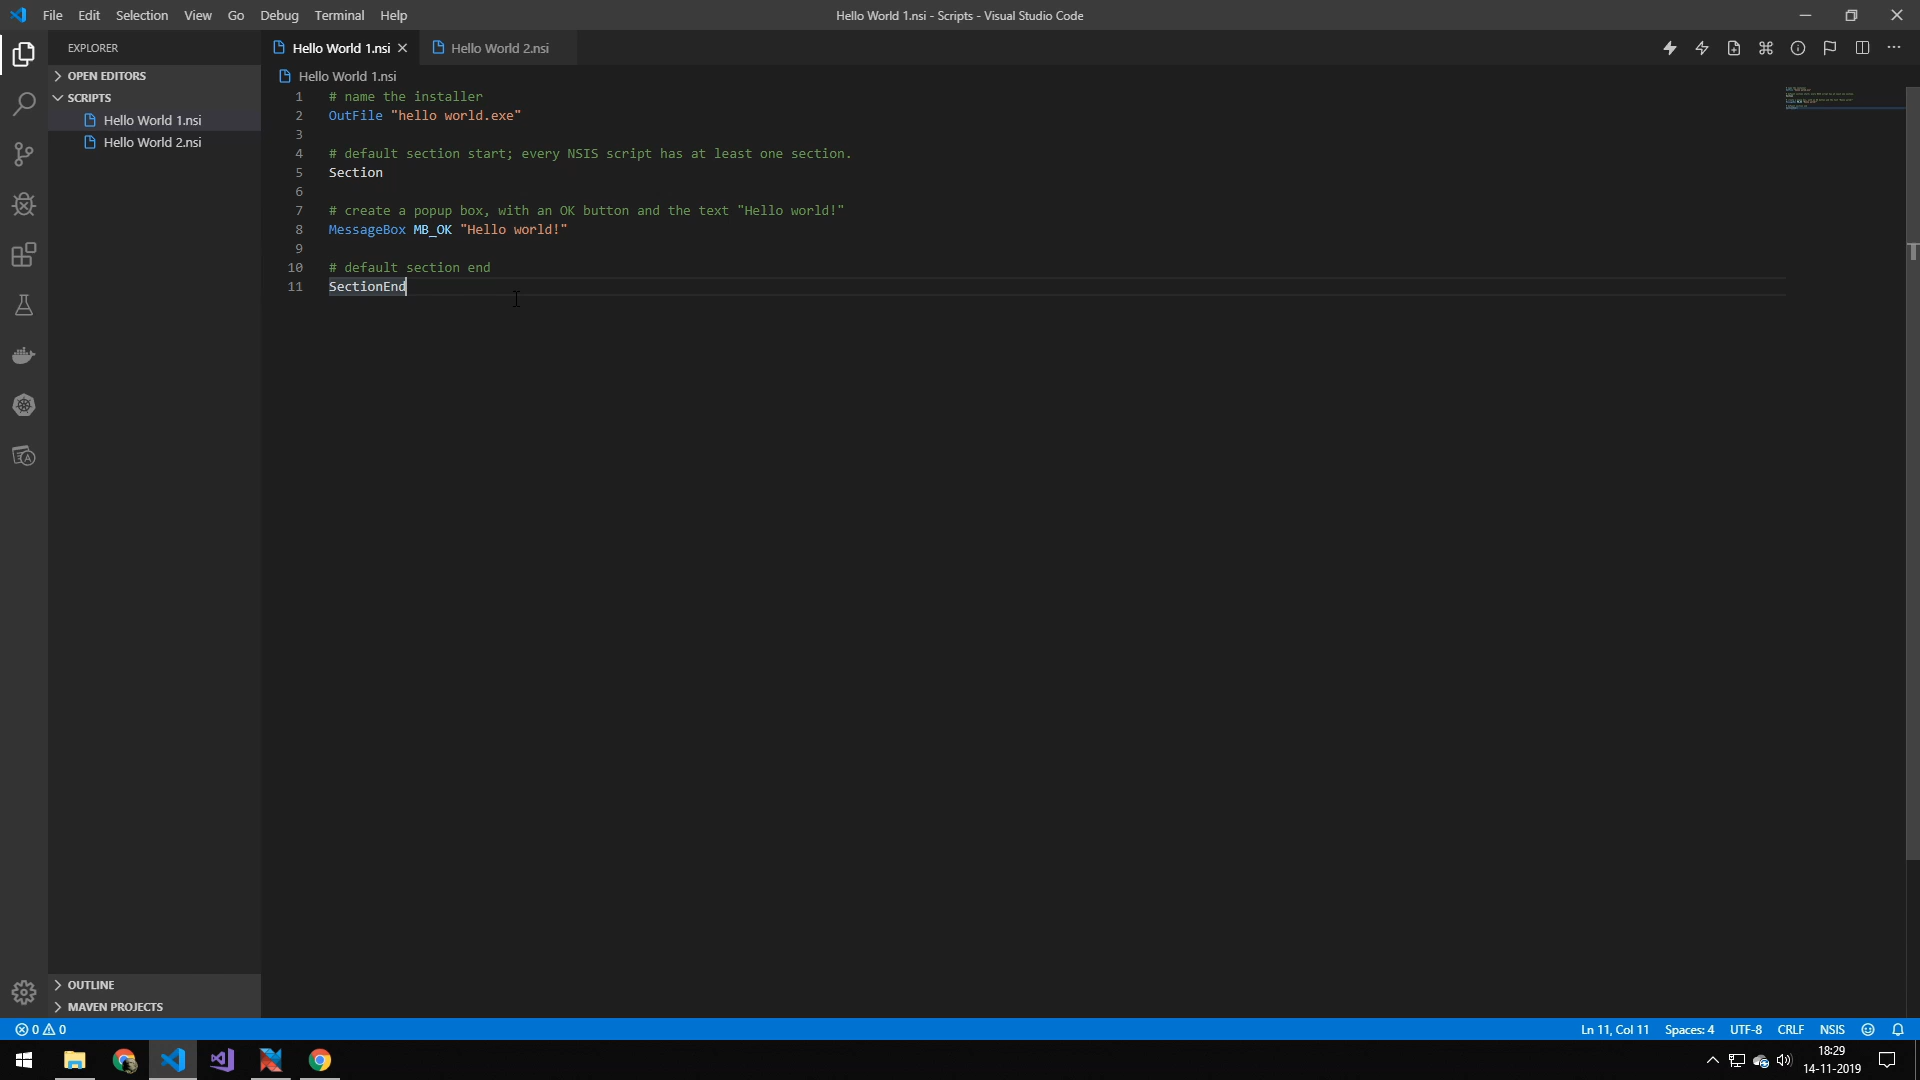 File Edit Selection View Go Debug Terminal Help
Hello World 1.nsi - Scripts - Visual Studio Code
EXPLORER
OPEN EDITORS
SCRIPTS
Hello World 1.nsi
Hello World 2.nsi
OUTLINE
MAVEN PROJECTS
Hello World 1.nsi Hello World 2.nsi
Hello World 1.nsi
1 # name the installer
2 OutFile "hello world.exe"
3
4 # default section start; every NSIS script has at least one section.
5 Section
6
7 # create a popup box, with an OK button and the text "Hello world!"
8 MessageBox MB_OK "Hello world!"
9
10 # default section end
11 SectionEnd
0 0
Ln 11, Col 11 Spaces: 4 UTF-8 CRLF NSIS
18:29
14-11-2019